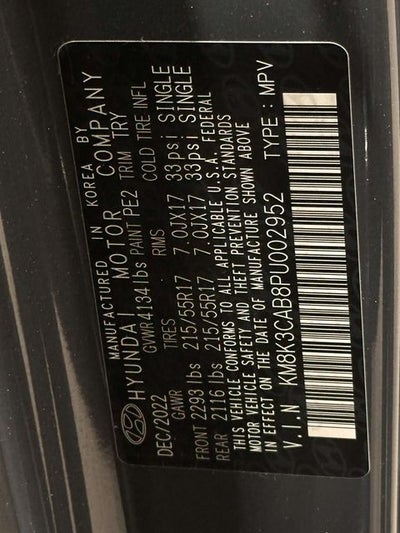 MANUFACTURED IN KOREA BY
HYUNDAI MOTOR COMPANY
DEC/2022 GVWR4134 lbs PAINT PE2 TRIM TRY
GAWR TIRES RIMS COLD TIRE INFL
FRONT 2293 lbs 215/55R17 7.0JX17 33psi SINGLE
REAR 2116 lbs 215/55R17 7.0JX17 33psi SINGLE
THIS VEHICLE CONFORMS TO ALL APPLICABLE U.S.A. FEDERAL
MOTOR VEHICLE SAFETY AND THEFT PREVENTION STANDARDS
IN EFFECT ON THE DATE OF MANUFACTURE SHOWN ABOVE
V.I.N KM8K3CAB8PU002952 TYPE : MPV